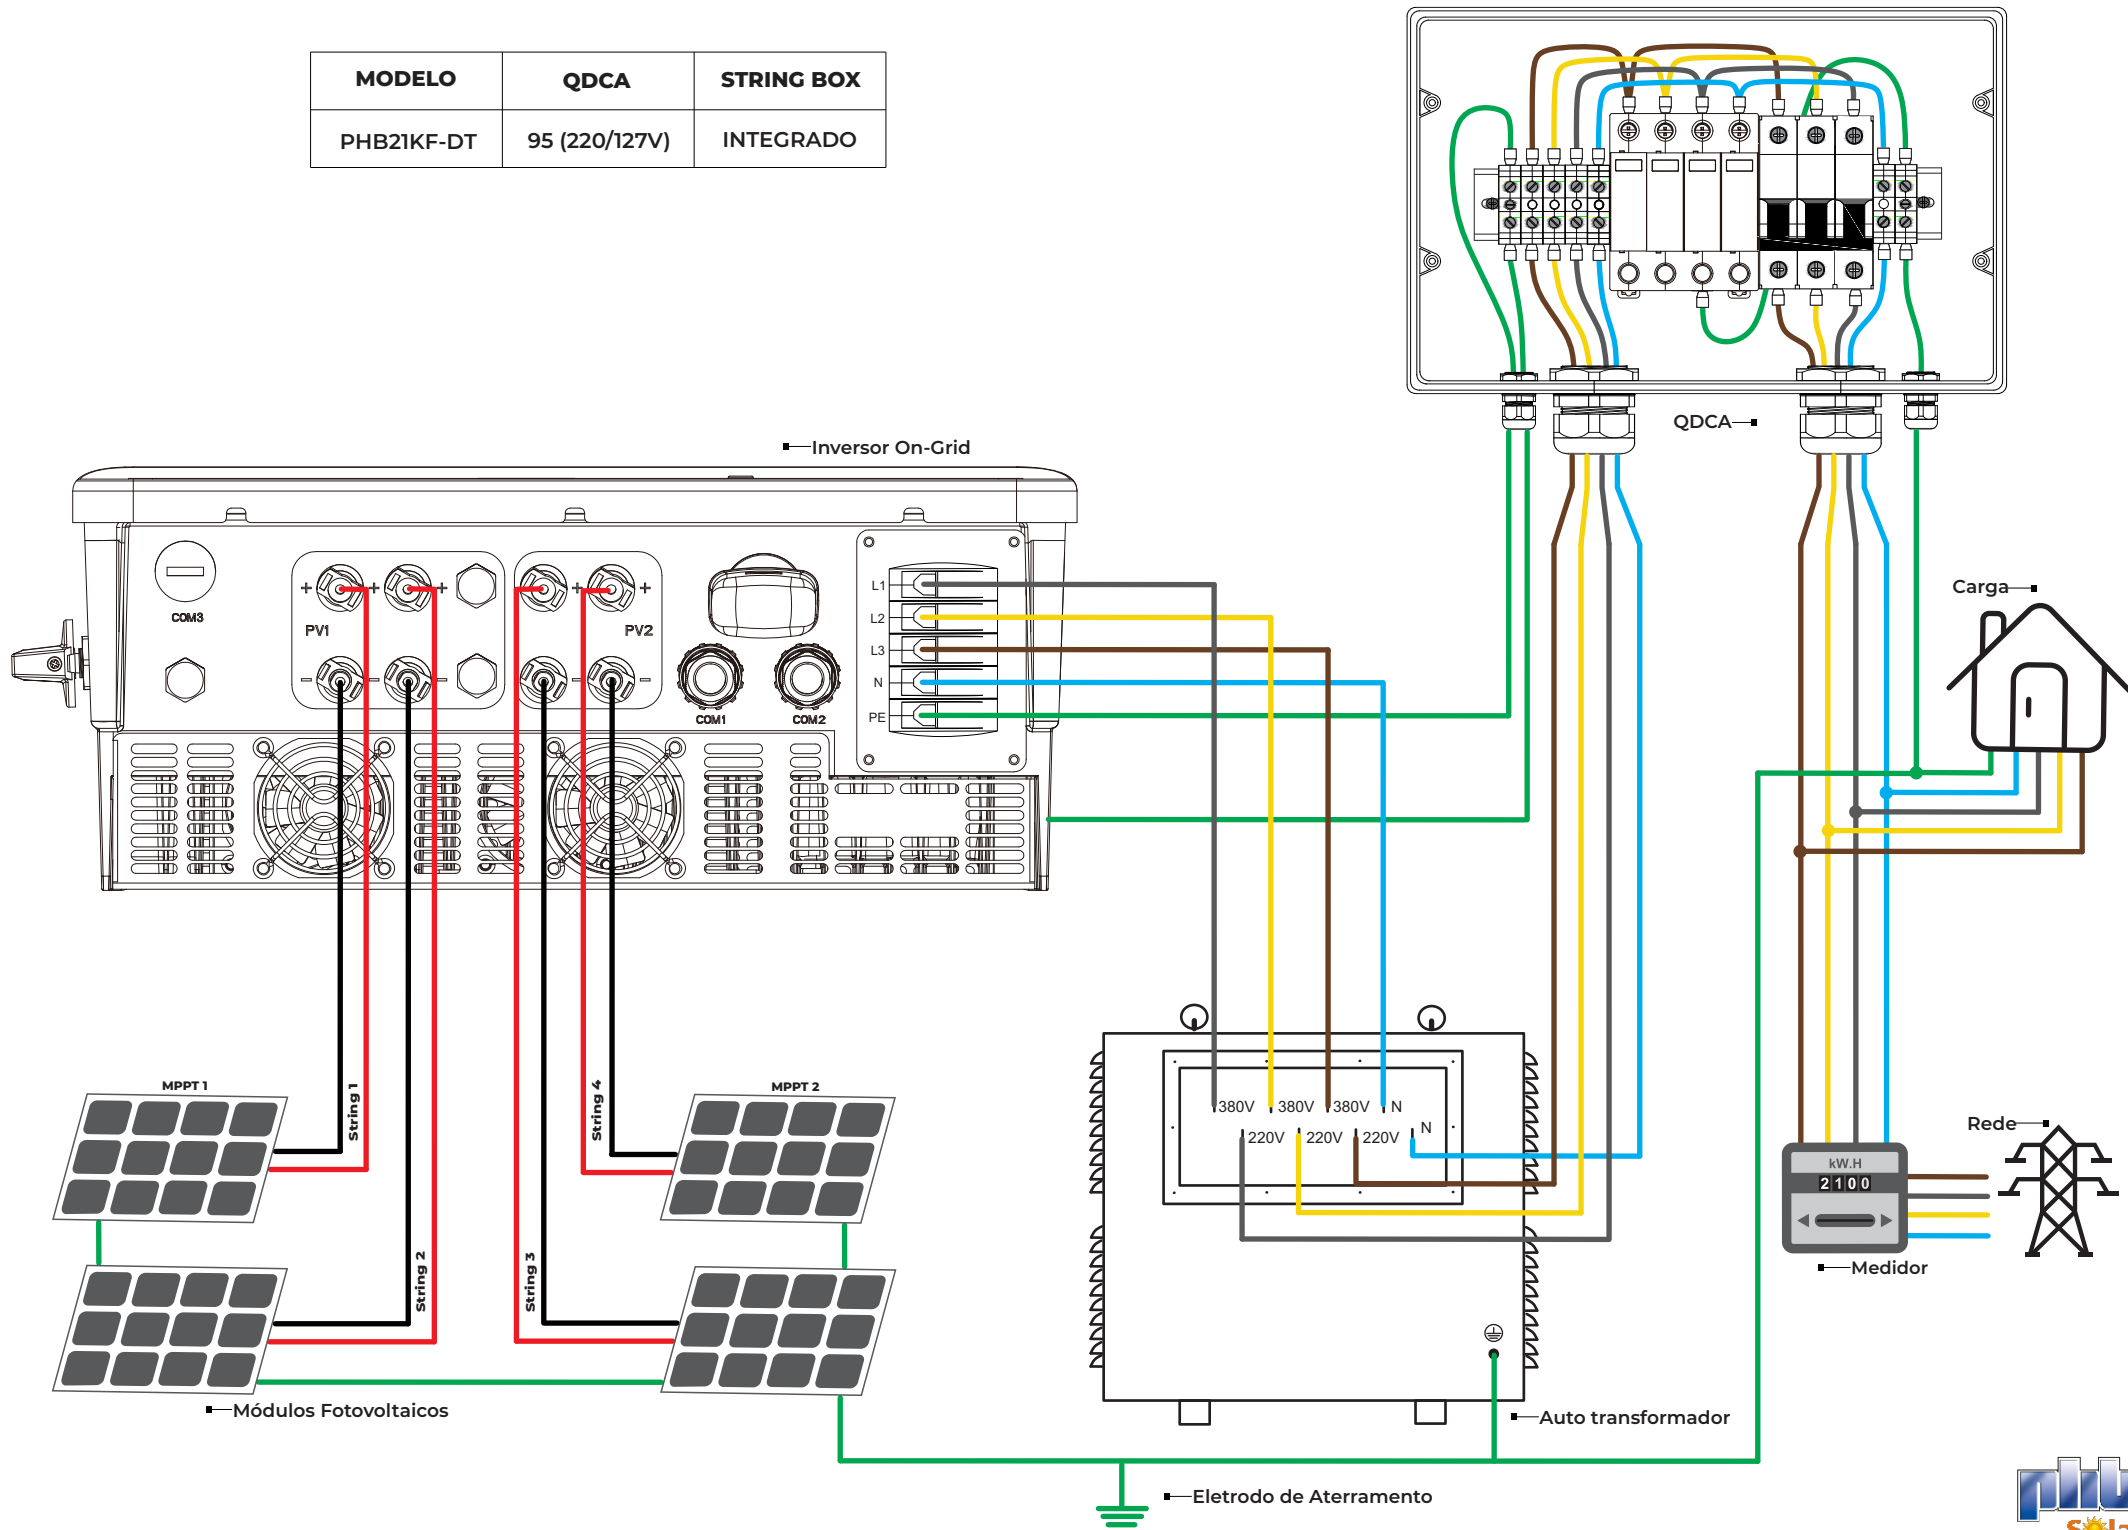 MODELO QDCA STRING BOX
PHB21KF-DT 95 (220/127V) INTEGRADO
QDCA
Inversor On-Grid
COM3
PV1
PV2
COM1
COM2
L1
L2
L3
N
PE
+ + + + +
- - - -
Carga
MPPT 1
String 1
String 4
MPPT 2
String 2
String 3
380V 380V 380V N
220V 220V 220V N
Rede
kW.H
2100
Medidor
Módulos Fotovoltaicos
Auto transformador
Eletrodo de Aterramento